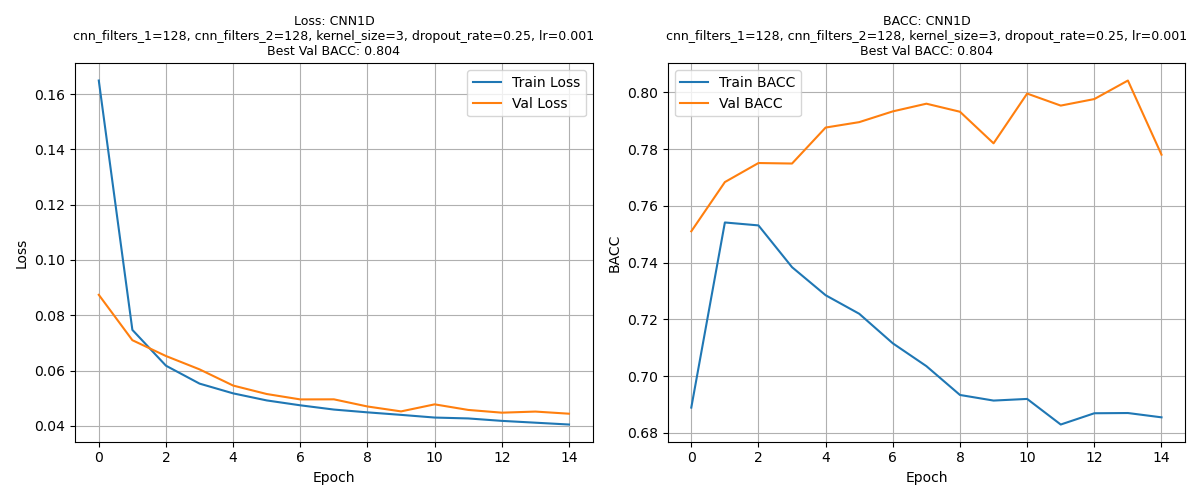 Loss: CNN1D
cnn_filters_1=128, cnn_filters_2=128, kernel_size=3, dropout_rate=0.25, lr=0.001
Best Val BACC: 0.804
Train Loss
Val Loss
0.16
0.14
0.12
0.10
0.08
0.06
0.04
Loss
0 2 4 6 8 10 12 14
Epoch
BACC: CNN1D
cnn_filters_1=128, cnn_filters_2=128, kernel_size=3, dropout_rate=0.25, lr=0.001
Best Val BACC: 0.804
Train BACC
Val BACC
0.80
0.78
0.76
0.74
0.72
0.70
0.68
BACC
0 2 4 6 8 10 12 14
Epoch